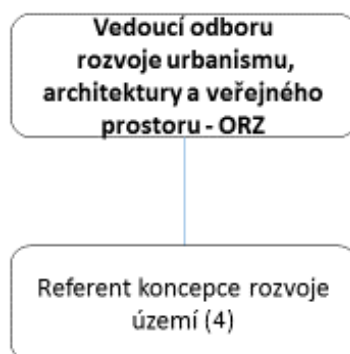 Vedoucí odboru
rozvoje urbanismu,
architektury a veřejného
prostoru - ORZ
Referent koncepce rozvoje
území (4)